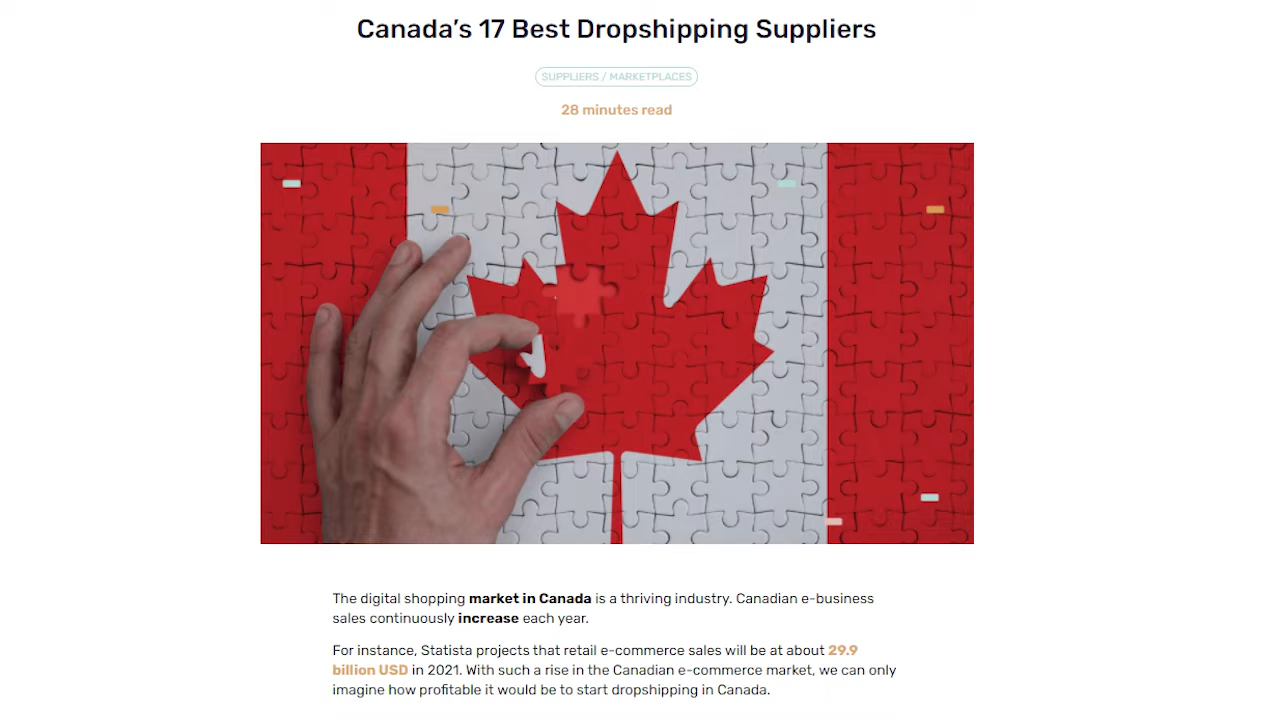 Canada’s 17 Best Dropshipping Suppliers
SUPPLIERS / MARKETPLACES
28 minutes read
The digital shopping market in Canada is a thriving industry. Canadian e-business
sales continuously increase each year.
For instance, Statista projects that retail e-commerce sales will be at about 29.9
billion USD in 2021. With such a rise in the Canadian e-commerce market, we can only
imagine how profitable it would be to start dropshipping in Canada.